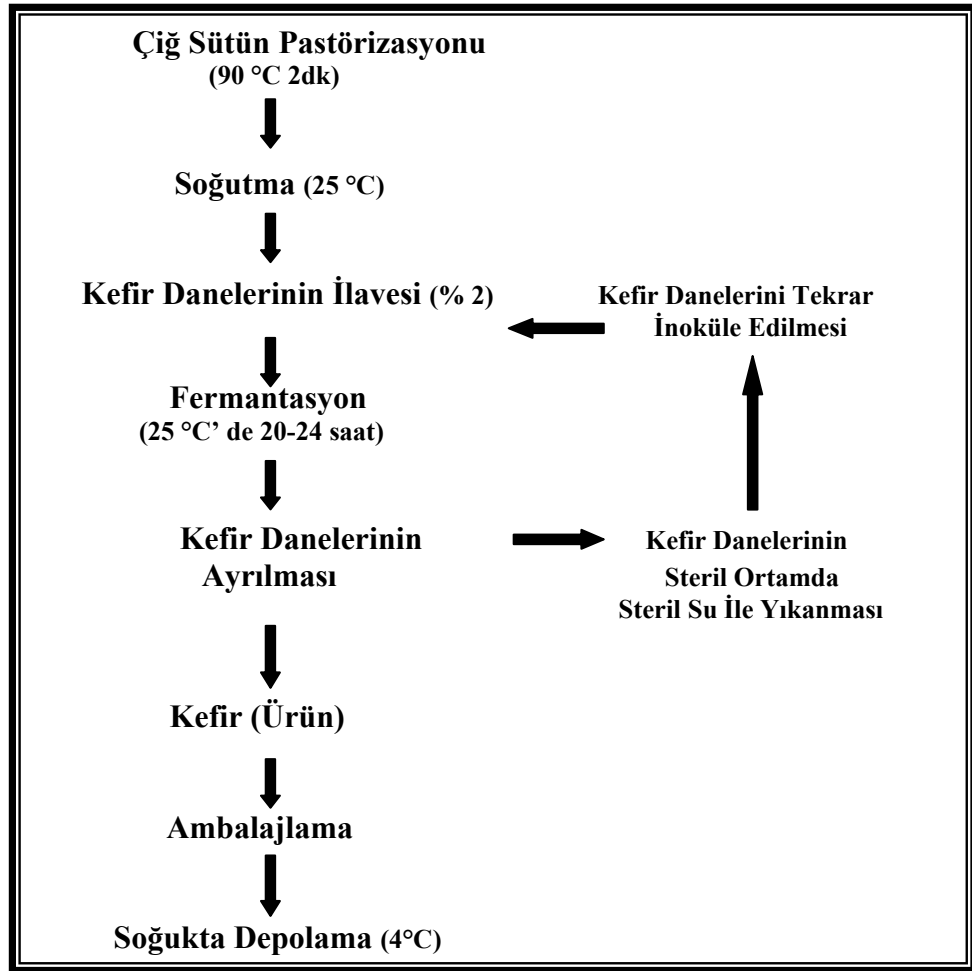 Çiğ Sütün Pastörizasyonu
(90 °C 2dk)
Soğutma (25 °C)
Kefir Danelerinin İlavesi (% 2)
Kefir Danelerini Tekrar
İnoküle Edilmesi
Fermantasyon
(25 °C’ de 20-24 saat)
Kefir Danelerinin
Ayrılması
Kefir Danelerinin
Steril Ortamda
Steril Su İle Yıkanması
Kefir (Ürün)
Ambalajlama
Soğukta Depolama (4°C)